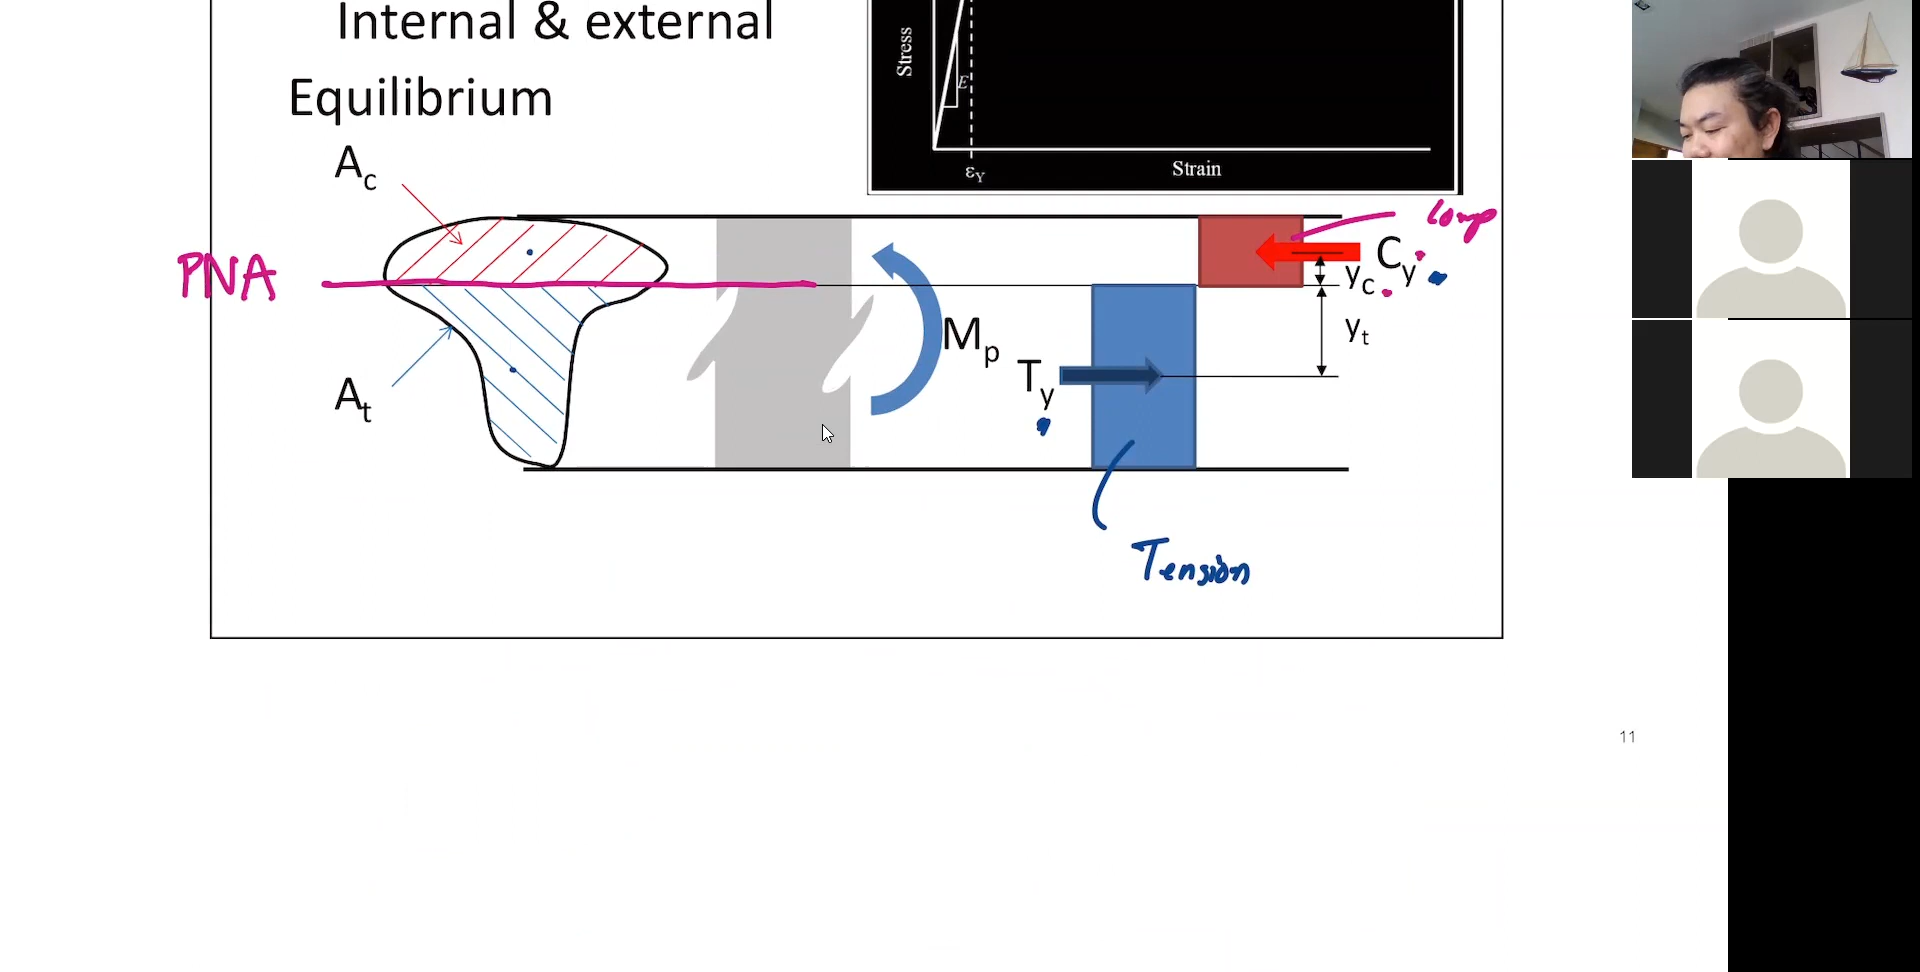 Internal & external
Equilibrium
Stress
E
εY
Strain
Ac
Comp
PNA
Cy
yc
Mp
yt
Ty
At
Tension
11